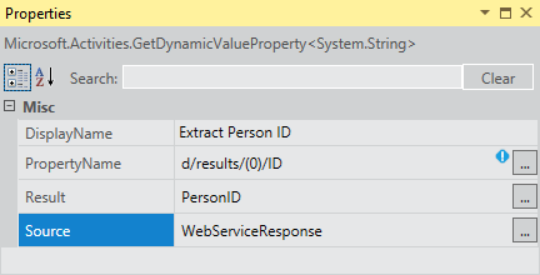 Properties
Microsoft.Activities.GetDynamicValueProperty<System.String>
Search: Clear
Misc
DisplayName Extract Person ID
PropertyName d/results/(0)/ID ...
Result PersonID ...
Source WebServiceResponse ...